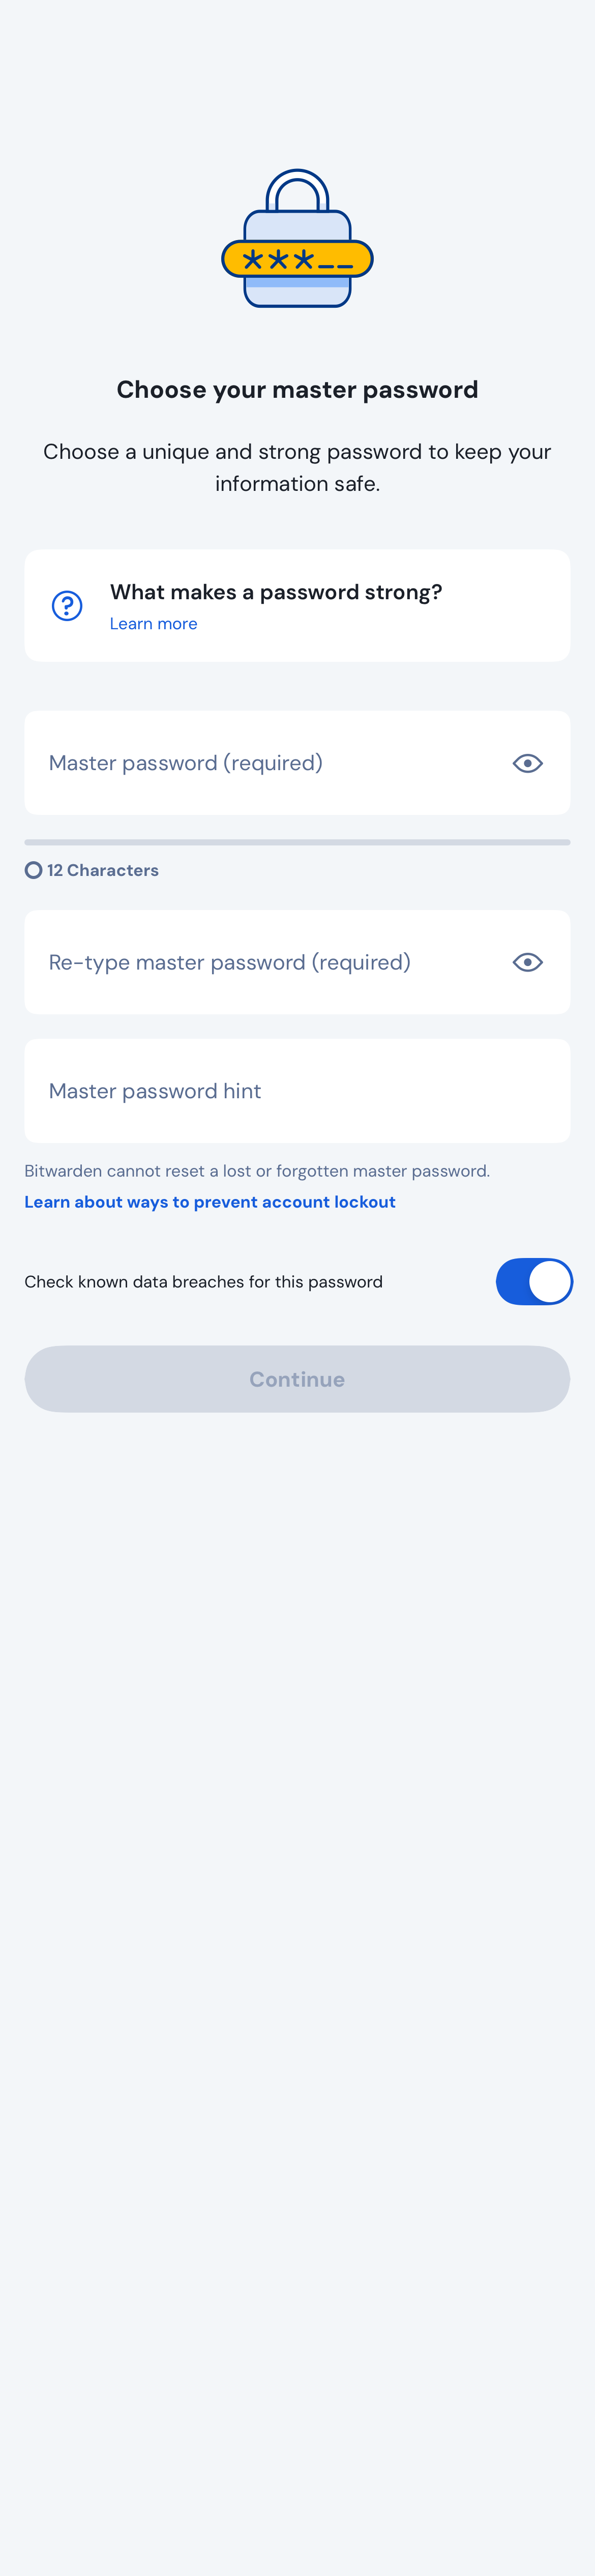 ***__
Choose your master password
Choose a unique and strong password to keep your
information safe.
What makes a password strong?
Learn more
Master password (required)
12 Characters
Re-type master password (required)
Master password hint
Bitwarden cannot reset a lost or forgotten master password.
Learn about ways to prevent account lockout
Check known data breaches for this password
Continue